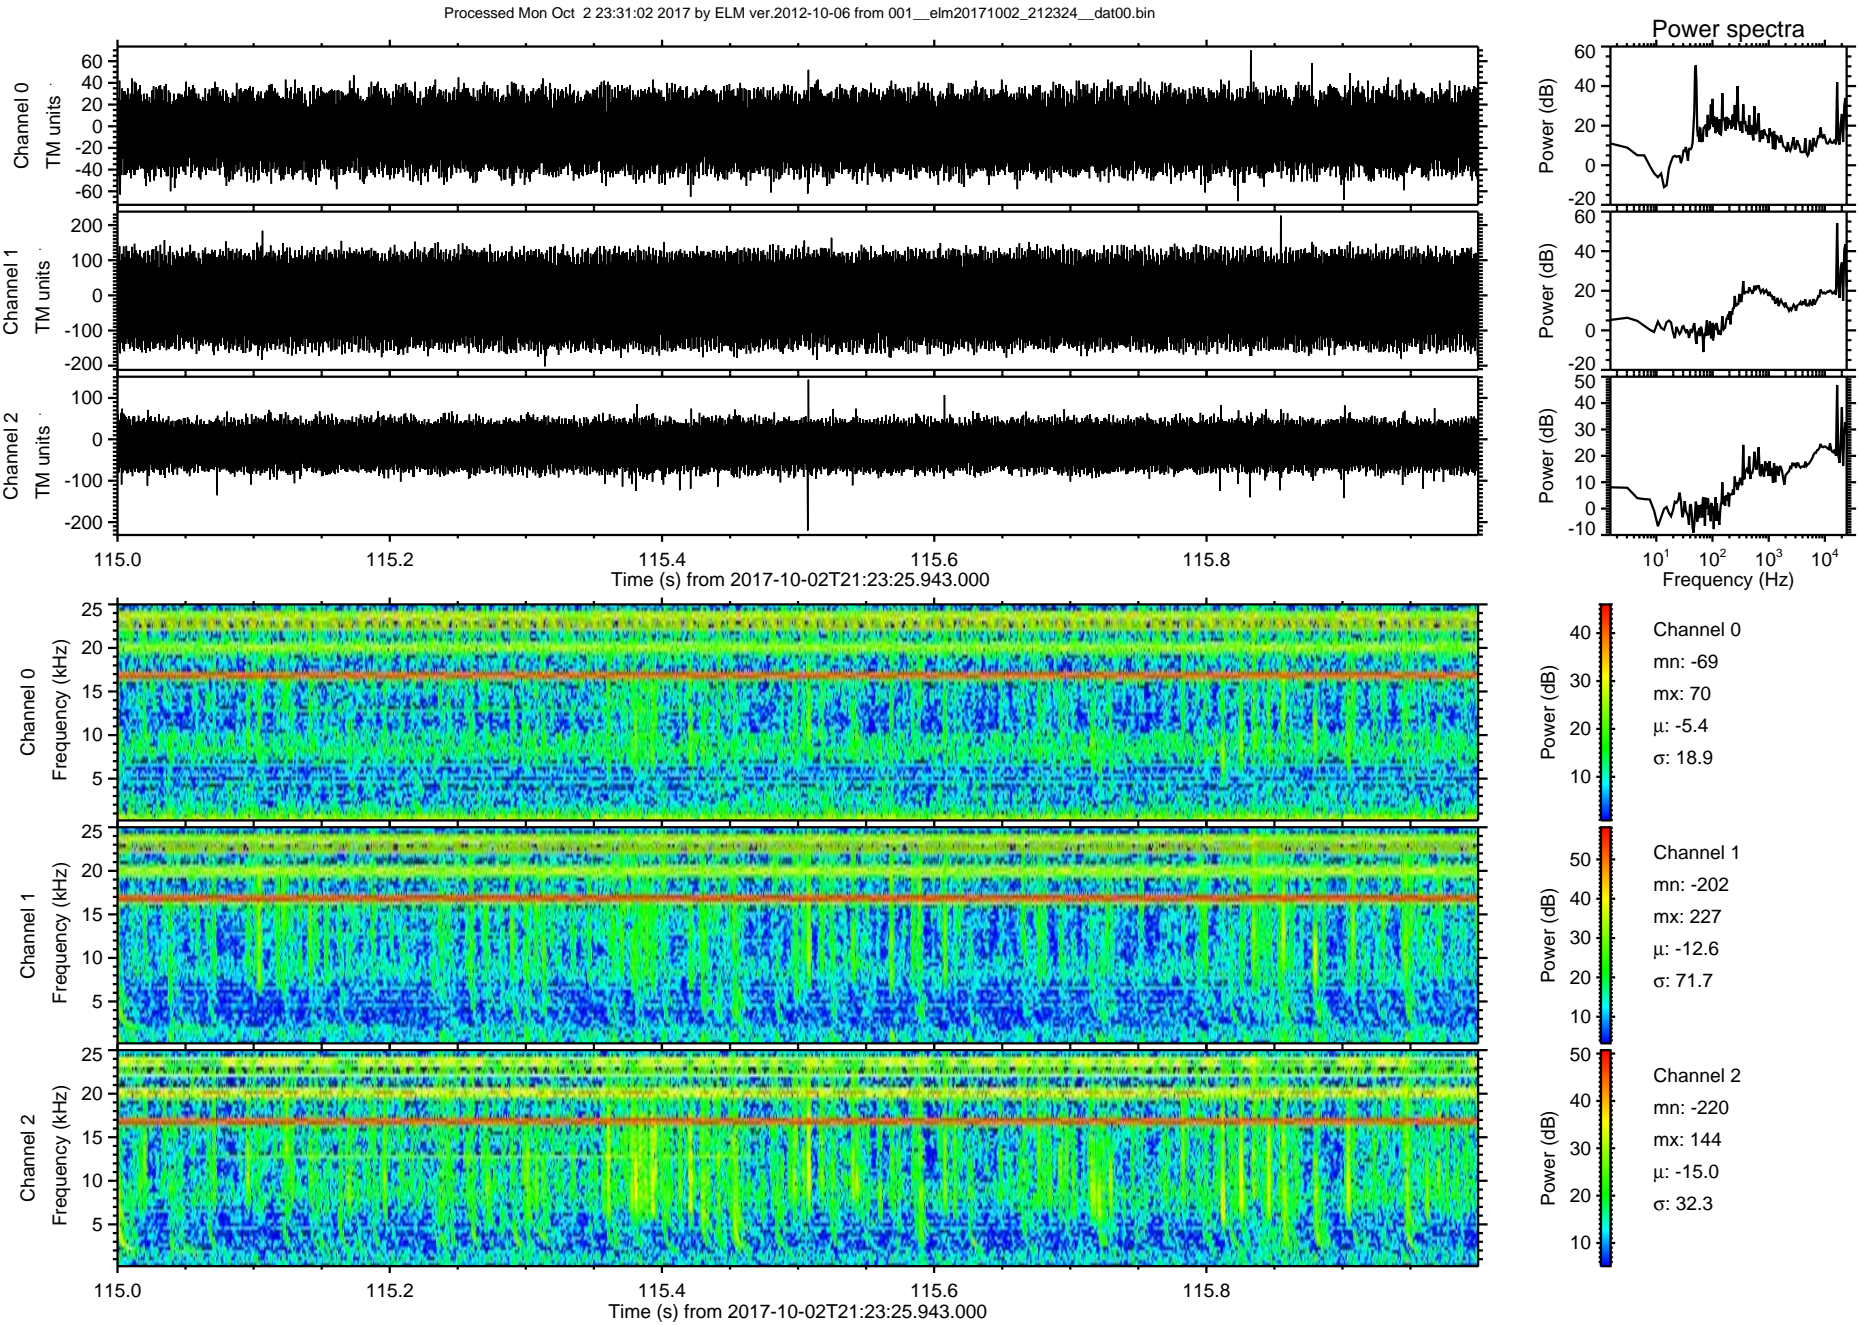 Processed Mon Oct 2 23:31:02 2017 by ELM ver.2012-10-06 from 001__elm20171002_212324__dat00.bin
Power spectra
Channel 0
TM units
60
40
20
0
-20
-40
-60
Power (dB)
60
40
20
0
-20
Channel 1
TM units
200
100
0
-100
-200
Power (dB)
60
40
20
0
-20
Channel 2
TM units
100
0
-100
-200
Power (dB)
50
40
30
20
10
0
-10
115.0 115.2 115.4 115.6 115.8
Time (s) from 2017-10-02T21:23:25.943.000
10^1 10^2 10^3 10^4
Frequency (Hz)
Channel 0
Frequency (kHz)
25
20
15
10
5
Power (dB)
40
30
20
10
Channel 0
mn: -69
mx: 70
μ: -5.4
σ: 18.9
Channel 1
Frequency (kHz)
25
20
15
10
5
Power (dB)
50
40
30
20
10
Channel 1
mn: -202
mx: 227
μ: -12.6
σ: 71.7
Channel 2
Frequency (kHz)
25
20
15
10
5
Power (dB)
50
40
30
20
10
Channel 2
mn: -220
mx: 144
μ: -15.0
σ: 32.3
115.0 115.2 115.4 115.6 115.8
Time (s) from 2017-10-02T21:23:25.943.000